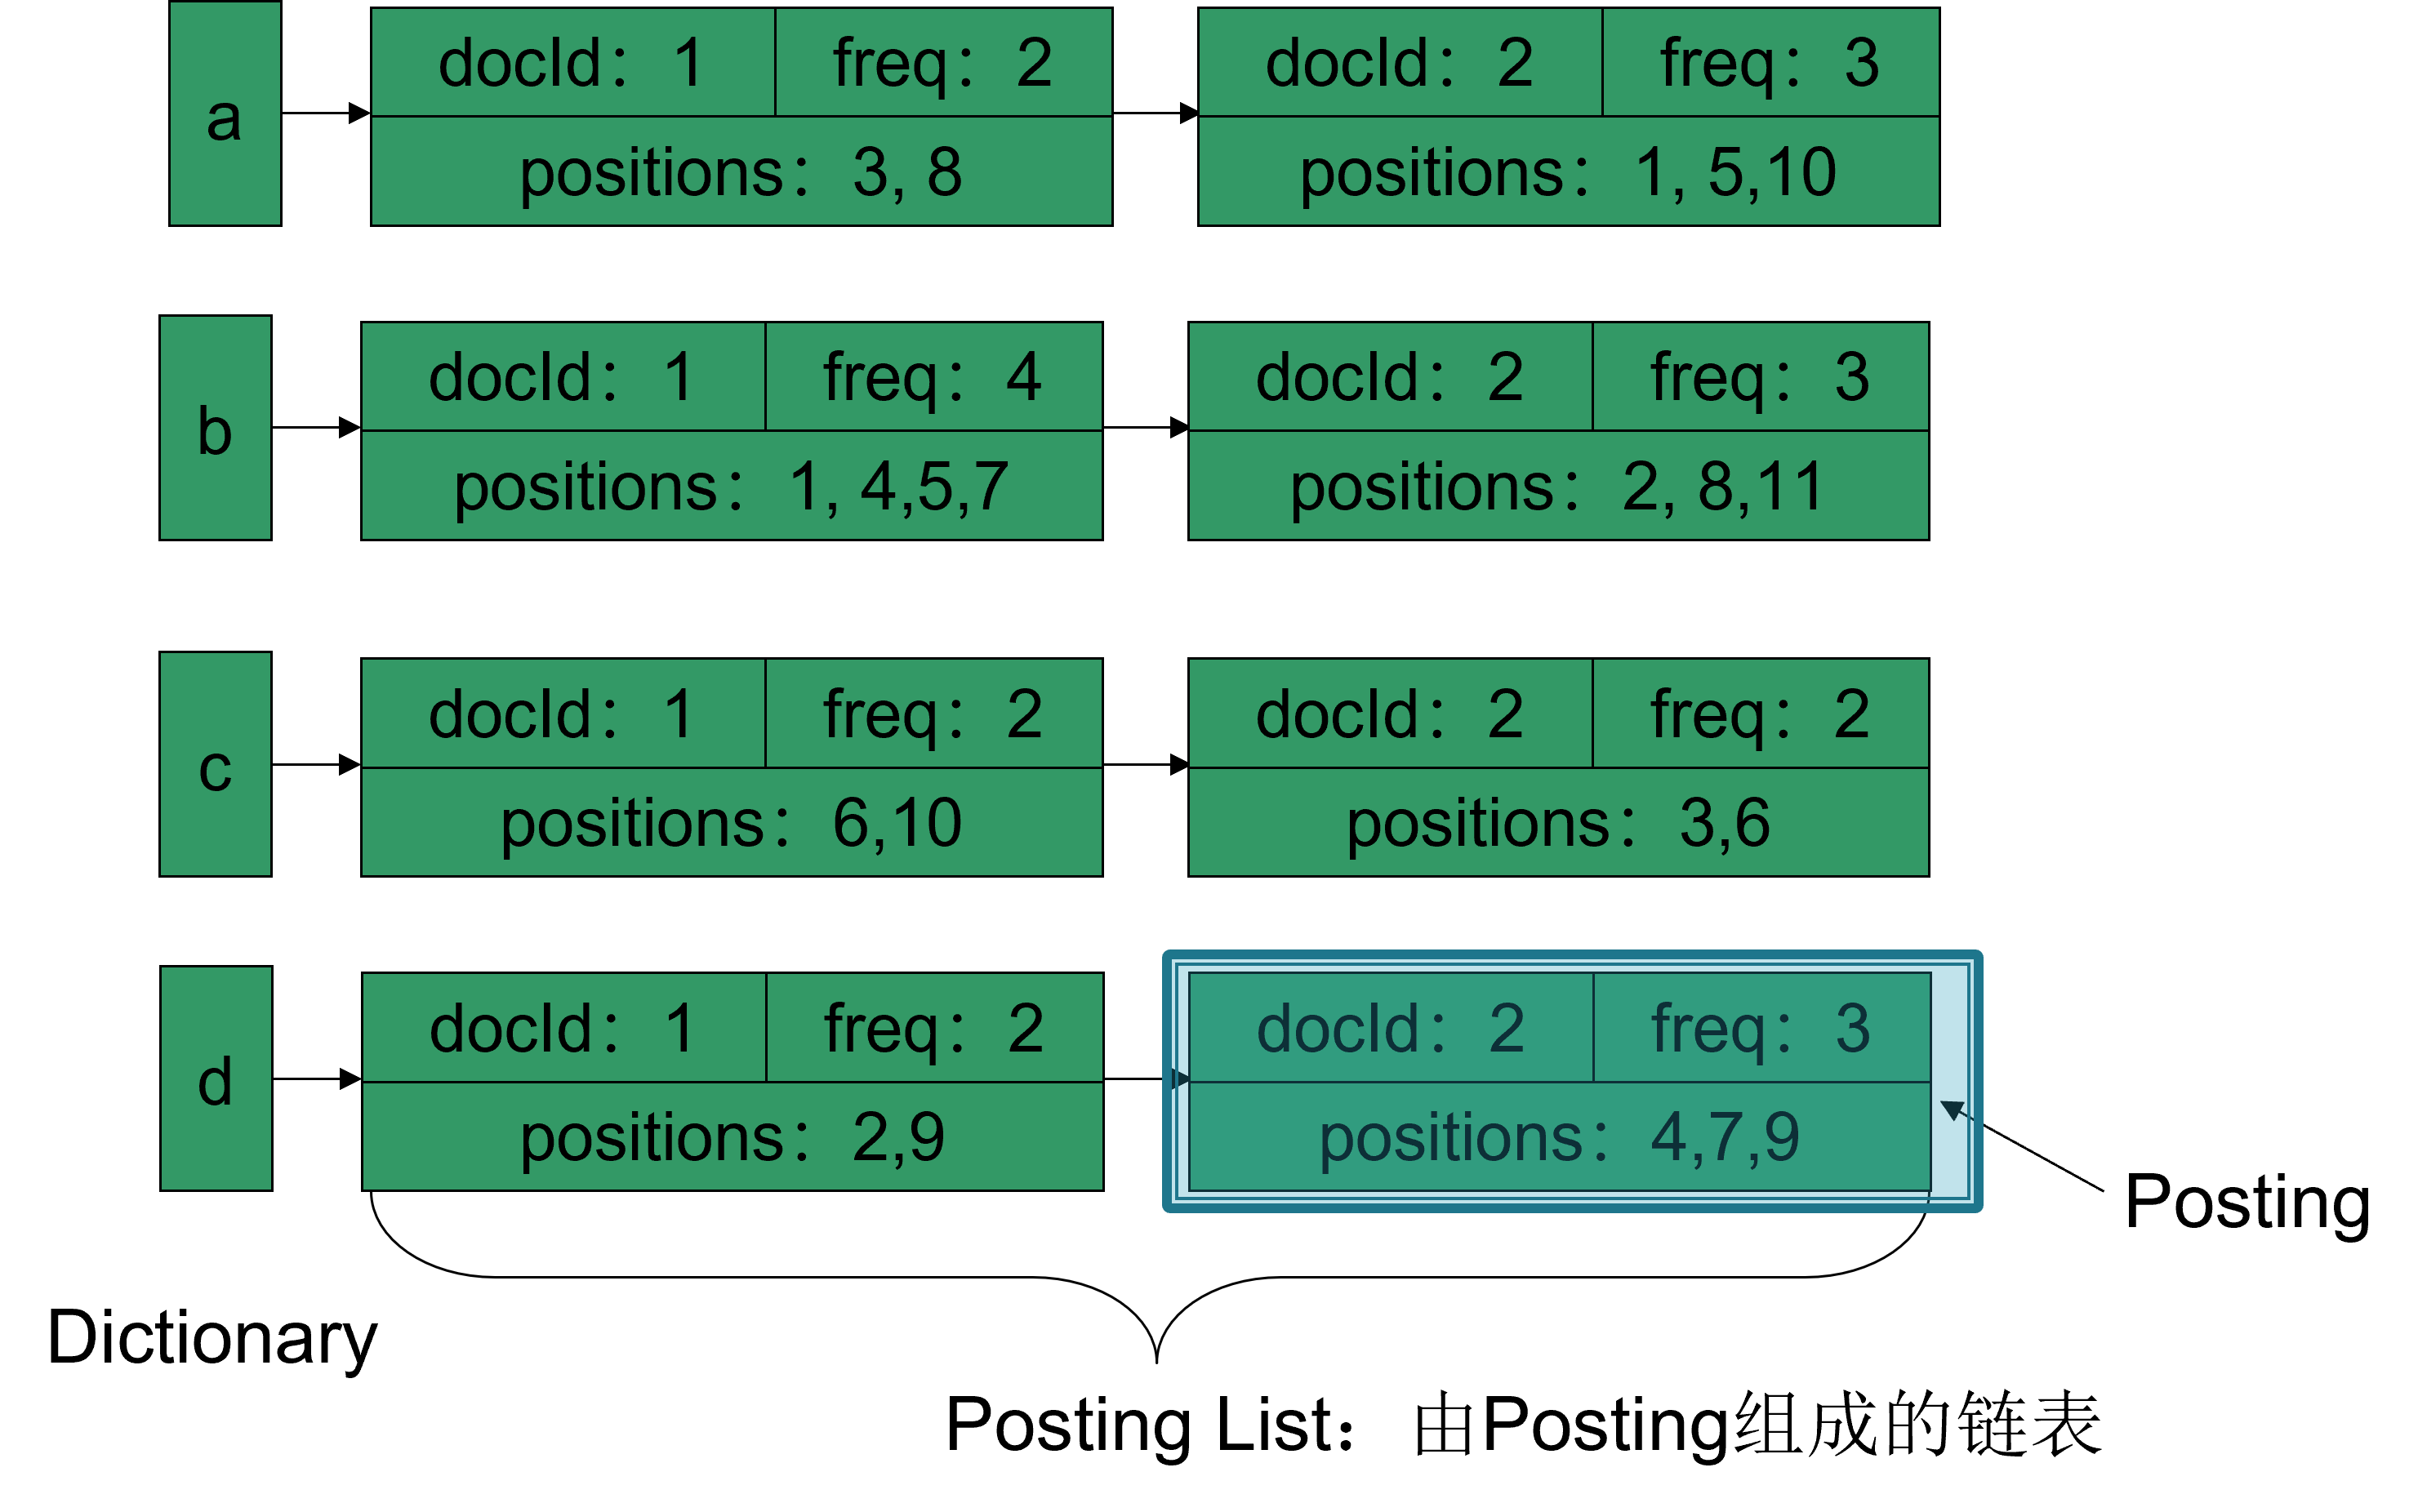 a
docId： 1
freq： 2
positions： 3, 8
docId： 2
freq： 3
positions： 1, 5,10
b
docId： 1
freq： 4
positions： 1, 4,5,7
docId： 2
freq： 3
positions： 2, 8,11
c
docId： 1
freq： 2
positions： 6,10
docId： 2
freq： 2
positions： 3,6
d
docId： 1
freq： 2
positions： 2,9
docId： 2
freq： 3
positions： 4,7,9
Posting
Dictionary
Posting List： 由Posting组成的链表